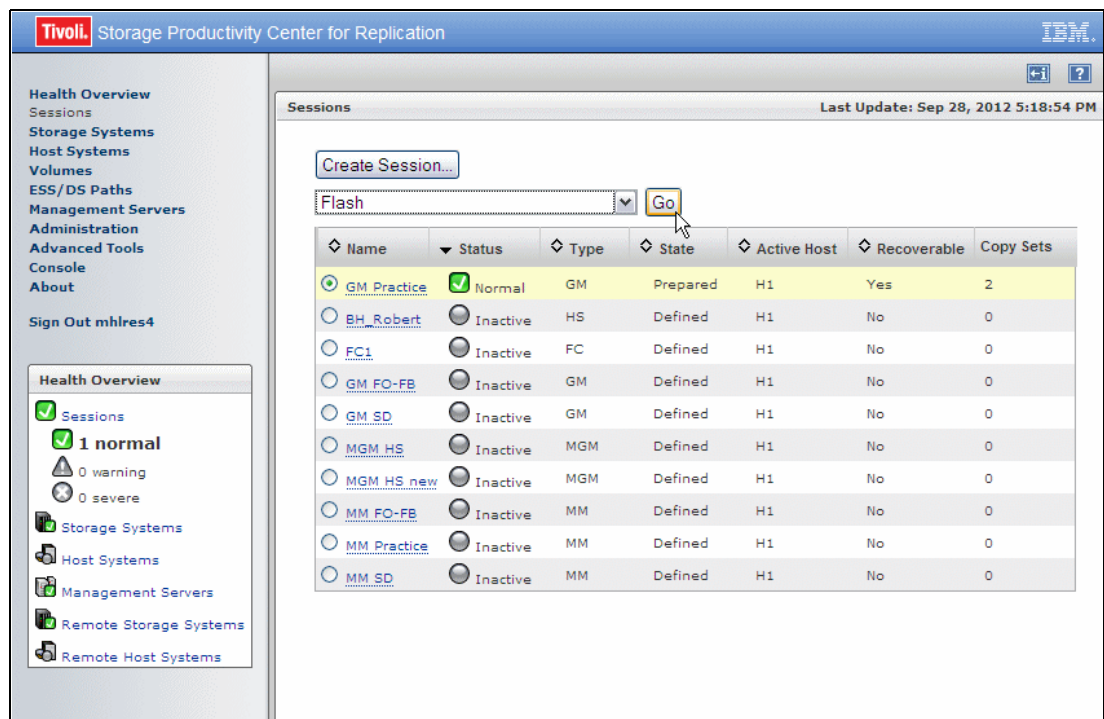 Tivoli. Storage Productivity Center for Replication
IBM.
Health Overview
Sessions
Storage Systems
Host Systems
Volumes
ESS/DS Paths
Management Servers
Administration
Advanced Tools
Console
About
Sign Out mhlres4
Health Overview
Sessions
1 normal
0 warning
0 severe
Storage Systems
Host Systems
Management Servers
Remote Storage Systems
Remote Host Systems
i ?
Sessions Last Update: Sep 28, 2012 5:18:54 PM
Create Session...
Flash Go
Name Status Type State Active Host Recoverable Copy Sets
GM Practice Normal GM Prepared H1 Yes 2
BH_Robert Inactive HS Defined H1 No 0
FC1 Inactive FC Defined H1 No 0
GM FO-FB Inactive GM Defined H1 No 0
GM SD Inactive GM Defined H1 No 0
MGM HS Inactive MGM Defined H1 No 0
MGM HS new Inactive MGM Defined H1 No 0
MM FO-FB Inactive MM Defined H1 No 0
MM Practice Inactive MM Defined H1 No 0
MM SD Inactive MM Defined H1 No 0